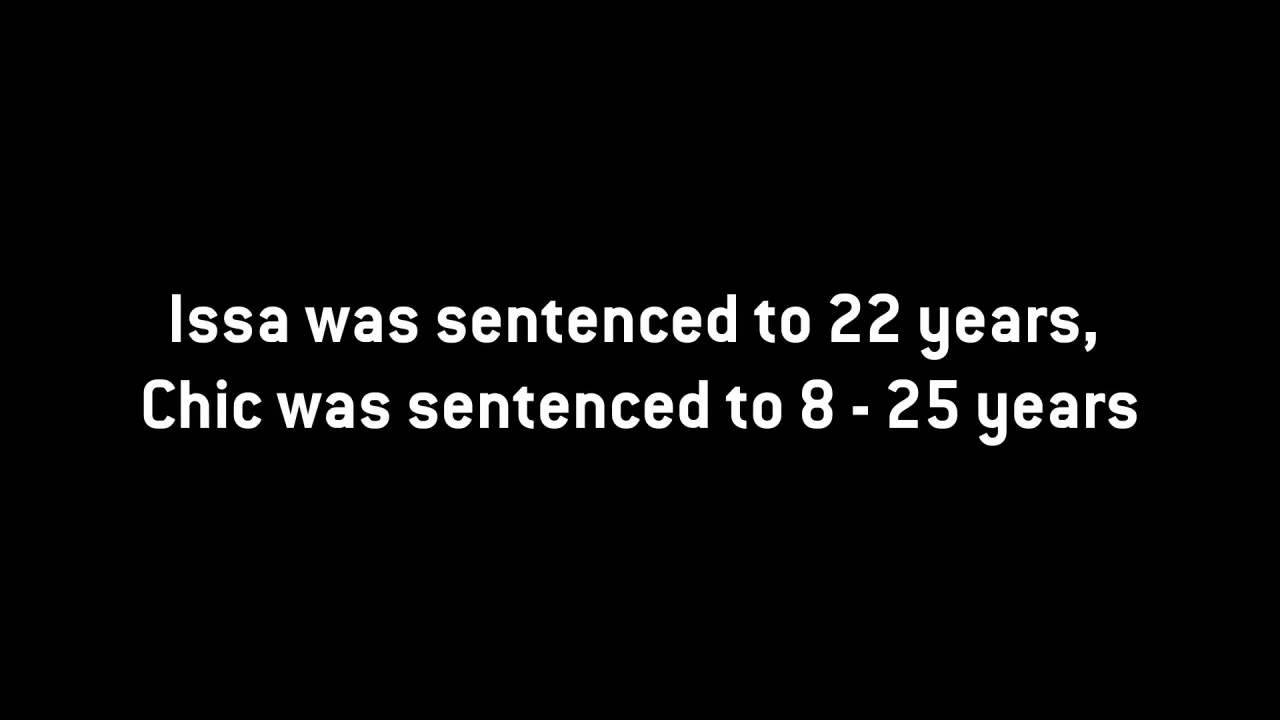 Issa was sentenced to 22 years,
Chic was sentenced to 8 - 25 years